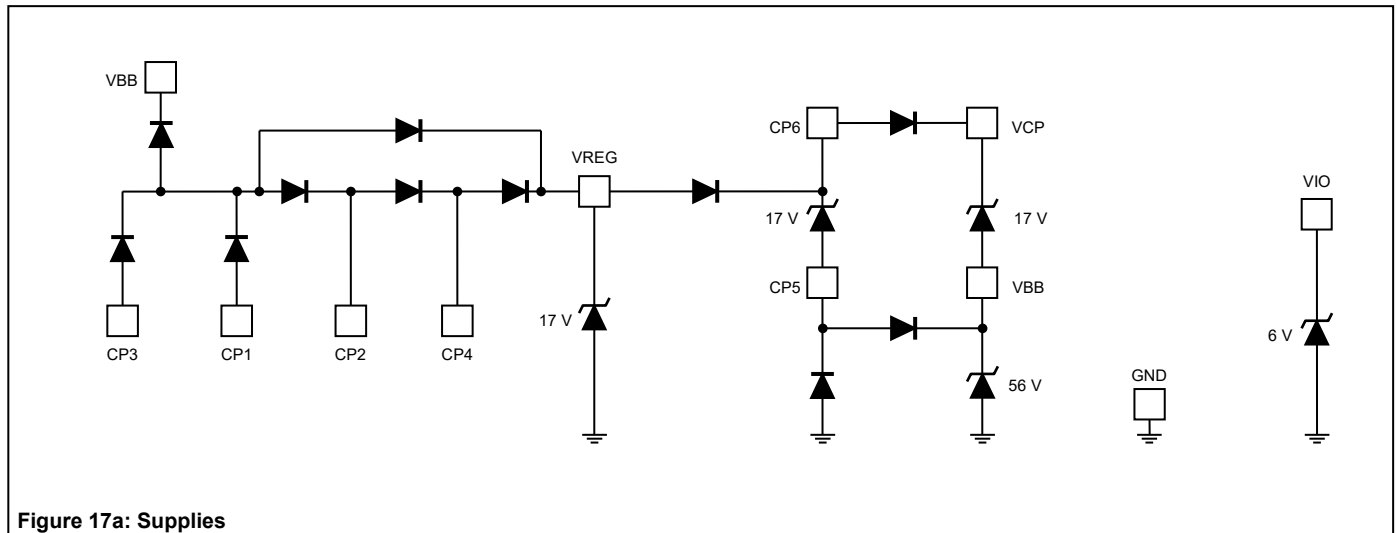 VBB
CP6
VCP
VREG
VIO
17 V
17 V
CP5
VBB
17 V
6 V
CP3
CP1
CP2
CP4
GND
56 V
Figure 17a: Supplies